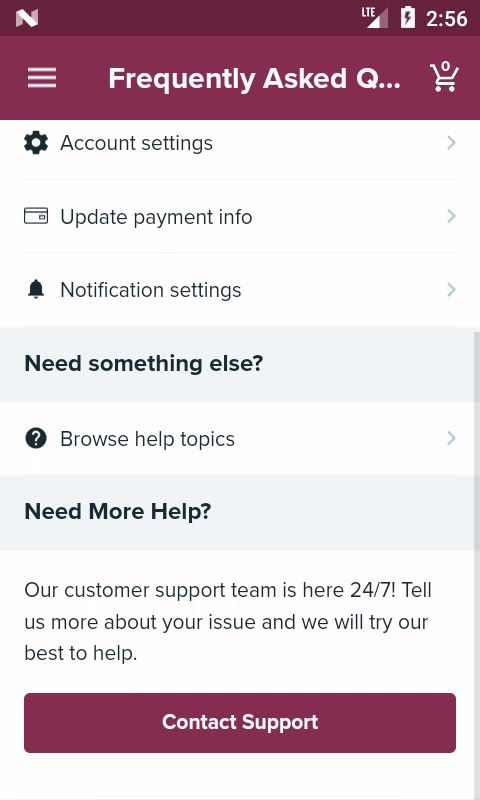 LTE 2:56
Frequently Asked Q... 0
Account settings
Update payment info
Notification settings
Need something else?
Browse help topics
Need More Help?
Our customer support team is here 24/7! Tell
us more about your issue and we will try our
best to help.
Contact Support